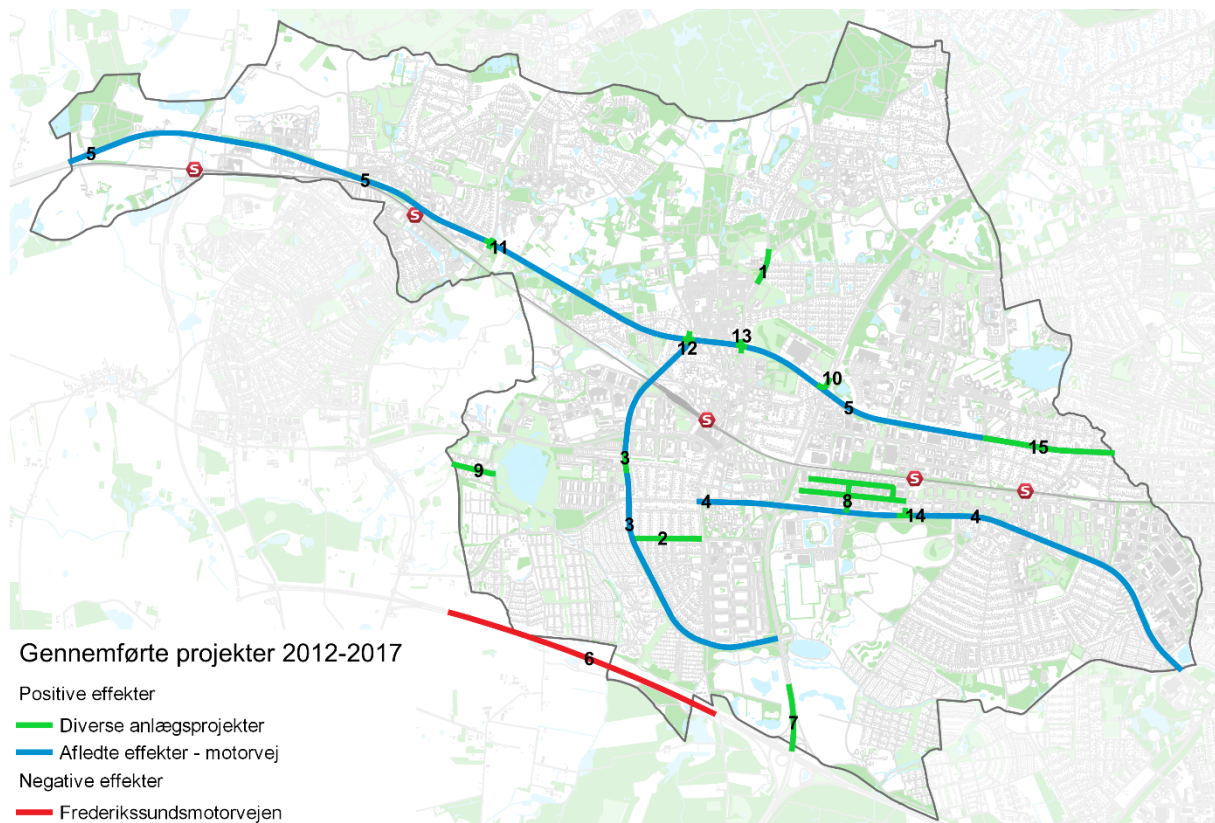 5
S
5
S
11
1
13
12
10
5
S
3
15
9
S
S
8
4
14
4
3
2
6
7
Gennemførte projekter 2012-2017
Positive effekter
Diverse anlægsprojekter
Afledte effekter - motorvej
Negative effekter
Frederikssundsmotorvejen